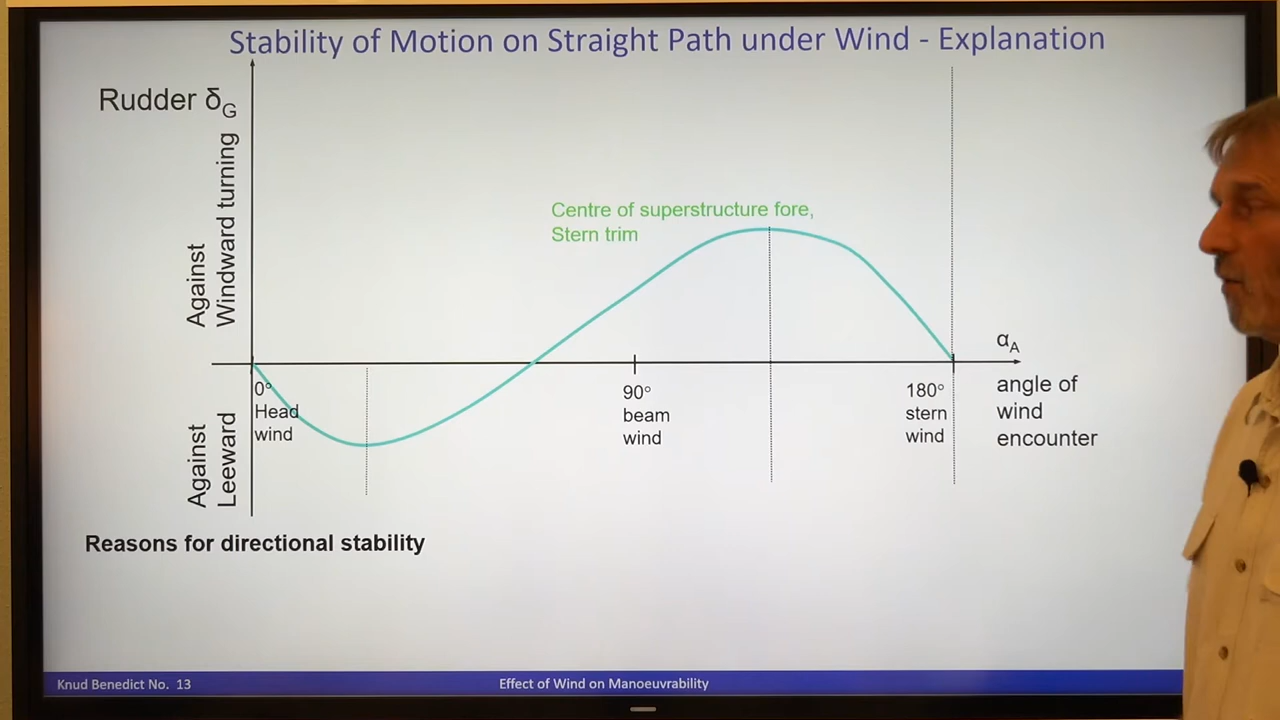 Stability of Motion on Straight Path under Wind - Explanation
Rudder δG
Against
Windward turning
Centre of superstructure fore,
Stern trim
αA
angle of
wind
encounter
0°
Head
wind
90°
beam
wind
180°
stern
wind
Against
Leeward
Reasons for directional stability
Knud Benedict No. 13
Effect of Wind on Manoeuvrability